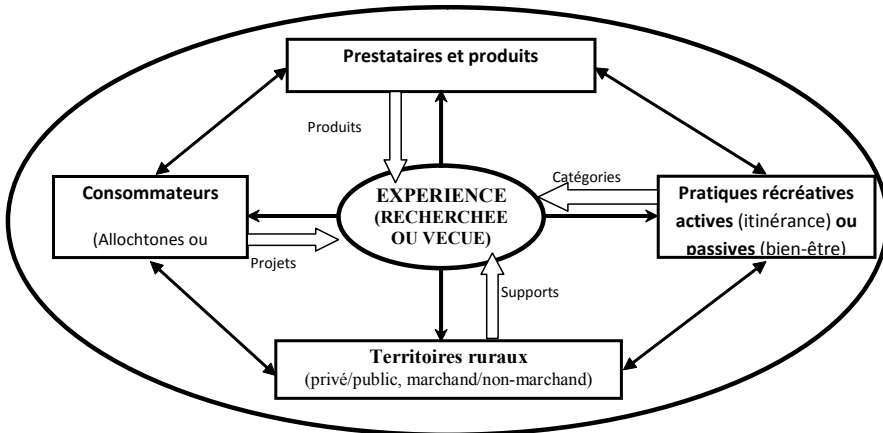 Prestataires et produits
Produits
Catégories
Consommateurs
(Allochtones ou
EXPERIENCE
(RECHERCHEE
OU VECUE)
Pratiques récréatives
actives (itinérance) ou
passives (bien-être)
Projets
Supports
Territoires ruraux
(privé/public, marchand/non-marchand)